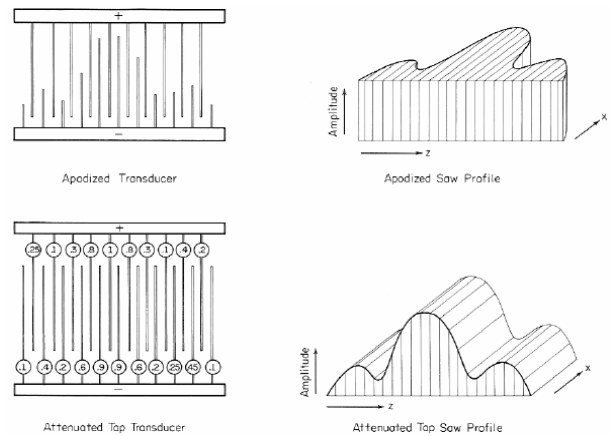 +
−
Apodized Transducer
Amplitude
z
x
Apodized Saw Profile
+
.25 .1 .3 .8 1 .8 .3 .1 .4 .2
.1 .4 .2 .6 .9 .9 .6 .2 .25 .45 .1
−
Attenuated Tap Transducer
Amplitude
z
x
Attenuated Tap Saw Profile